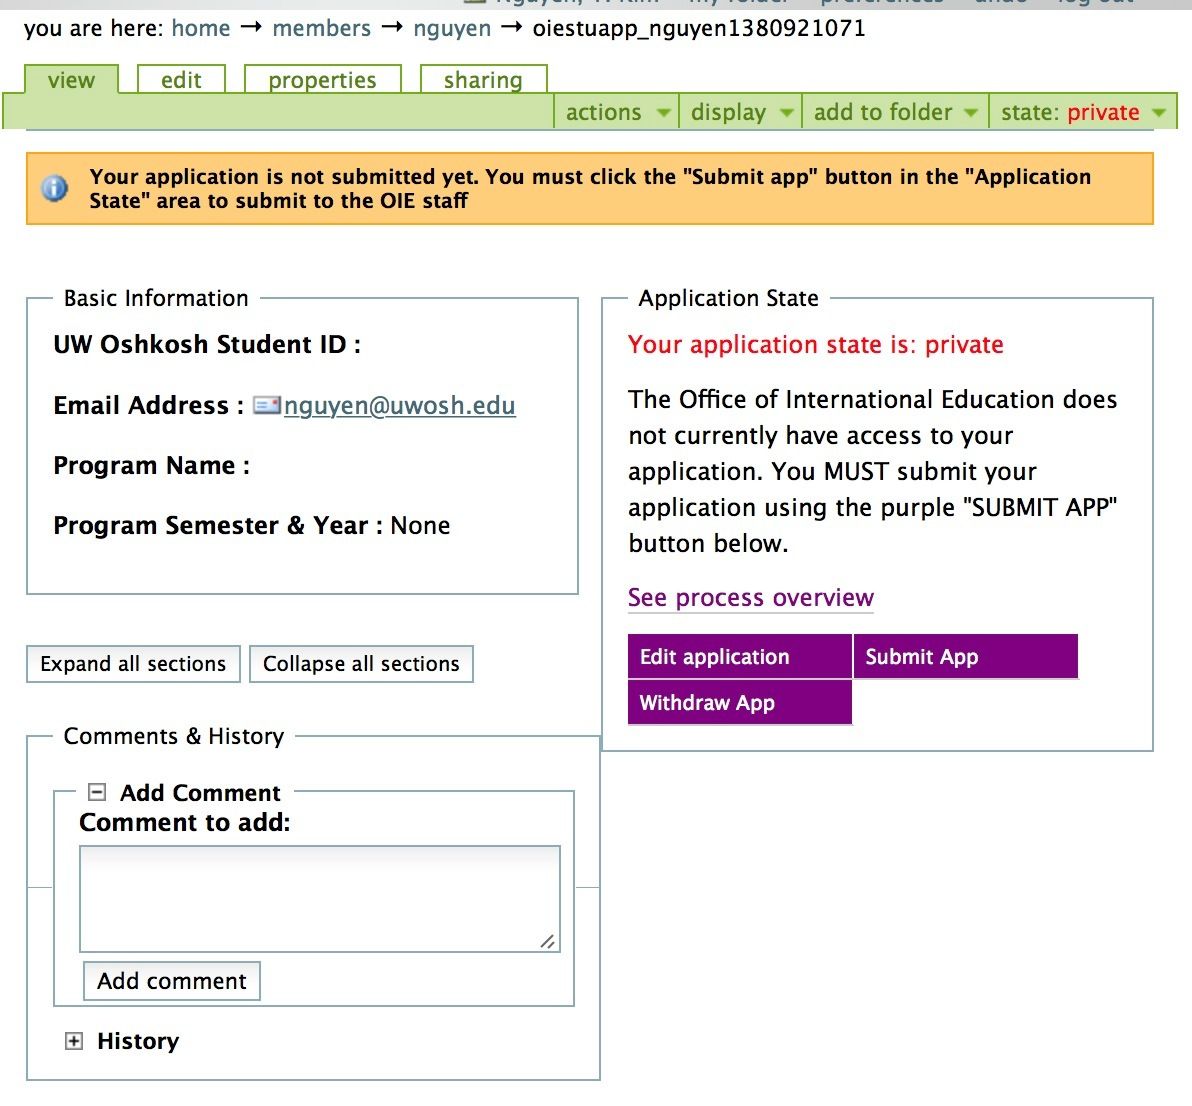 you are here: home → members → nguyen → oiestuapp_nguyen1380921071
view edit properties sharing
actions display add to folder state: private
Your application is not submitted yet. You must click the "Submit app" button in the "Application
State" area to submit to the OIE staff
Basic Information
UW Oshkosh Student ID :
Email Address : nguyen@uwosh.edu
Program Name :
Program Semester & Year : None
Application State
Your application state is: private
The Office of International Education does
not currently have access to your
application. You MUST submit your
application using the purple "SUBMIT APP"
button below.
See process overview
Edit application Submit App
Withdraw App
Expand all sections Collapse all sections
Comments & History
Add Comment
Comment to add:
Add comment
History